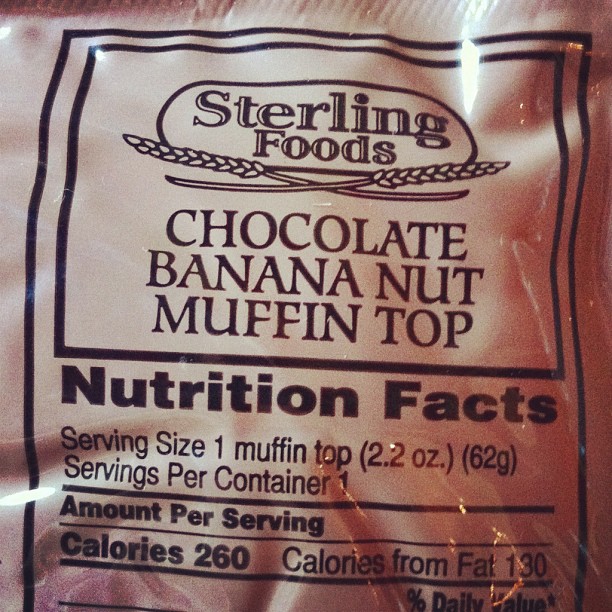 Sterling
Foods
CHOCOLATE
BANANA NUT
MUFFIN TOP
Nutrition Facts
Serving Size 1 muffin top (2.2 oz.) (62g)
Servings Per Container 1
Amount Per Serving
Calories 260 Calories from Fat 130
% Daily Value*